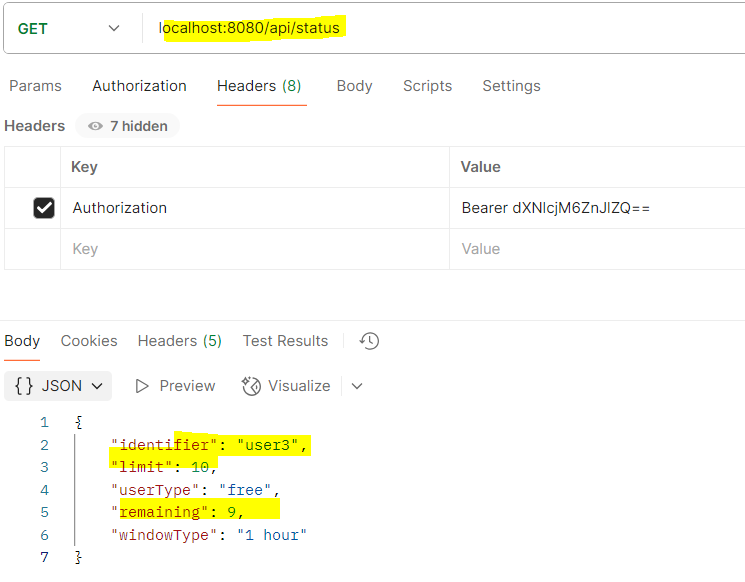 GET localhost:8080/api/status
Params Authorization Headers (8) Body Scripts Settings
Headers 7 hidden
Key Value
Authorization Bearer dXNlcjM6ZnJlZQ==
Key Value
Body Cookies Headers (5) Test Results
{} JSON Preview Visualize
1 {
2 "identifier": "user3",
3 "limit": 10,
4 "userType": "free",
5 "remaining": 9,
6 "windowType": "1 hour"
7 }